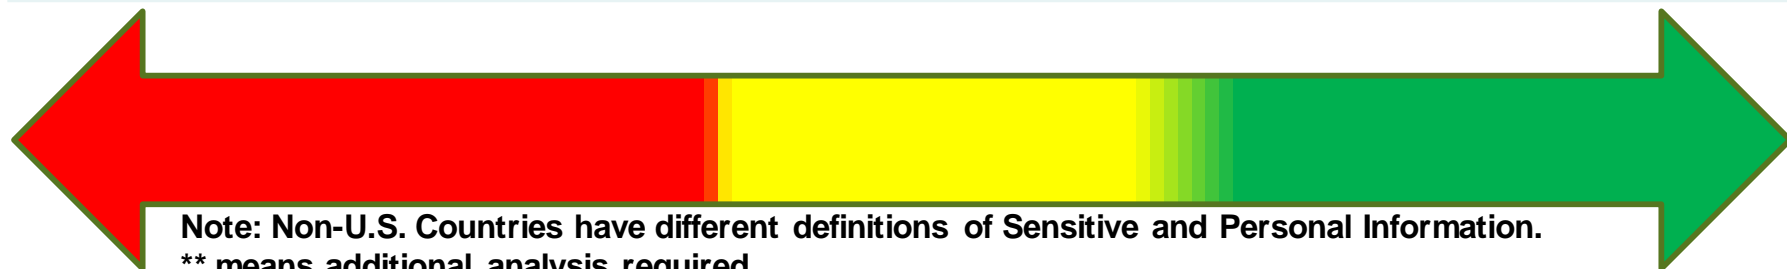 Note: Non-U.S. Countries have different definitions of Sensitive and Personal Information.
** means additional analysis required